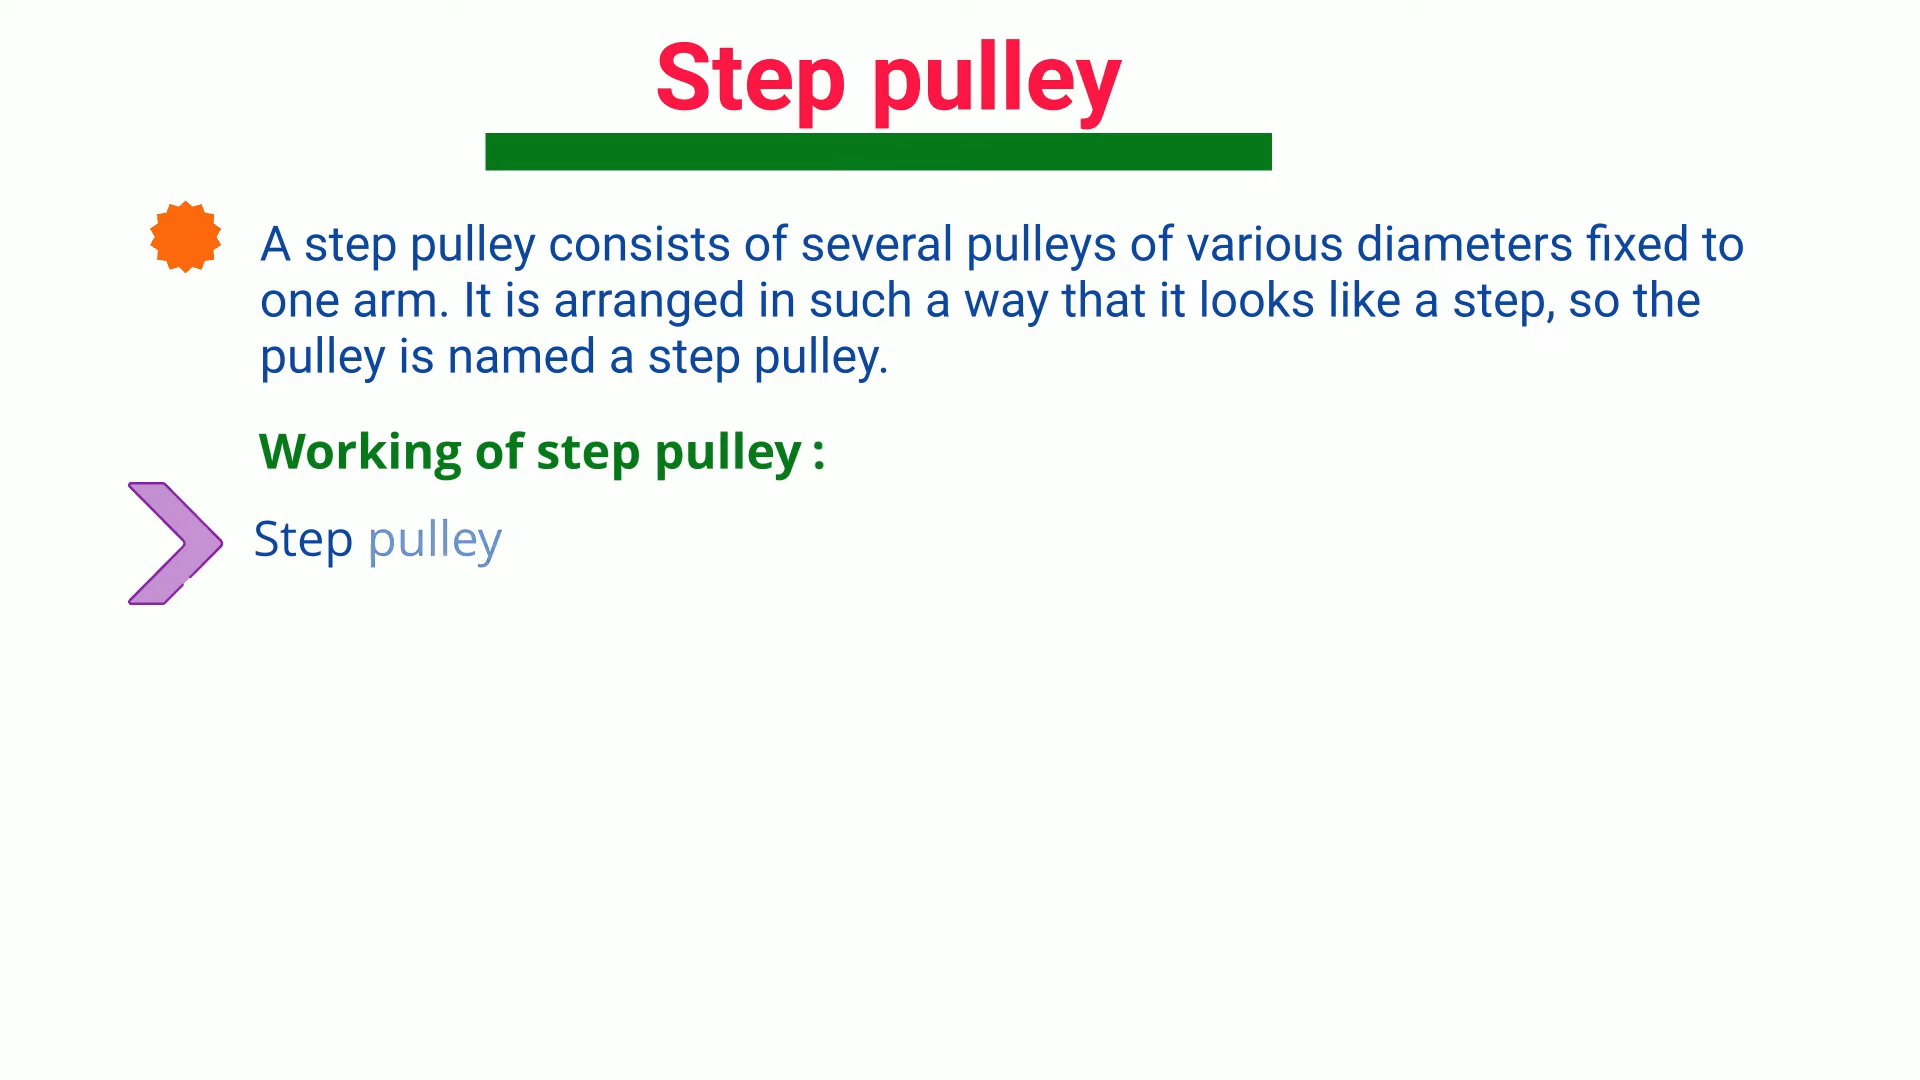 Step pulley
A step pulley consists of several pulleys of various diameters fixed to
one arm. It is arranged in such a way that it looks like a step, so the
pulley is named a step pulley.
Working of step pulley :
Step pulley